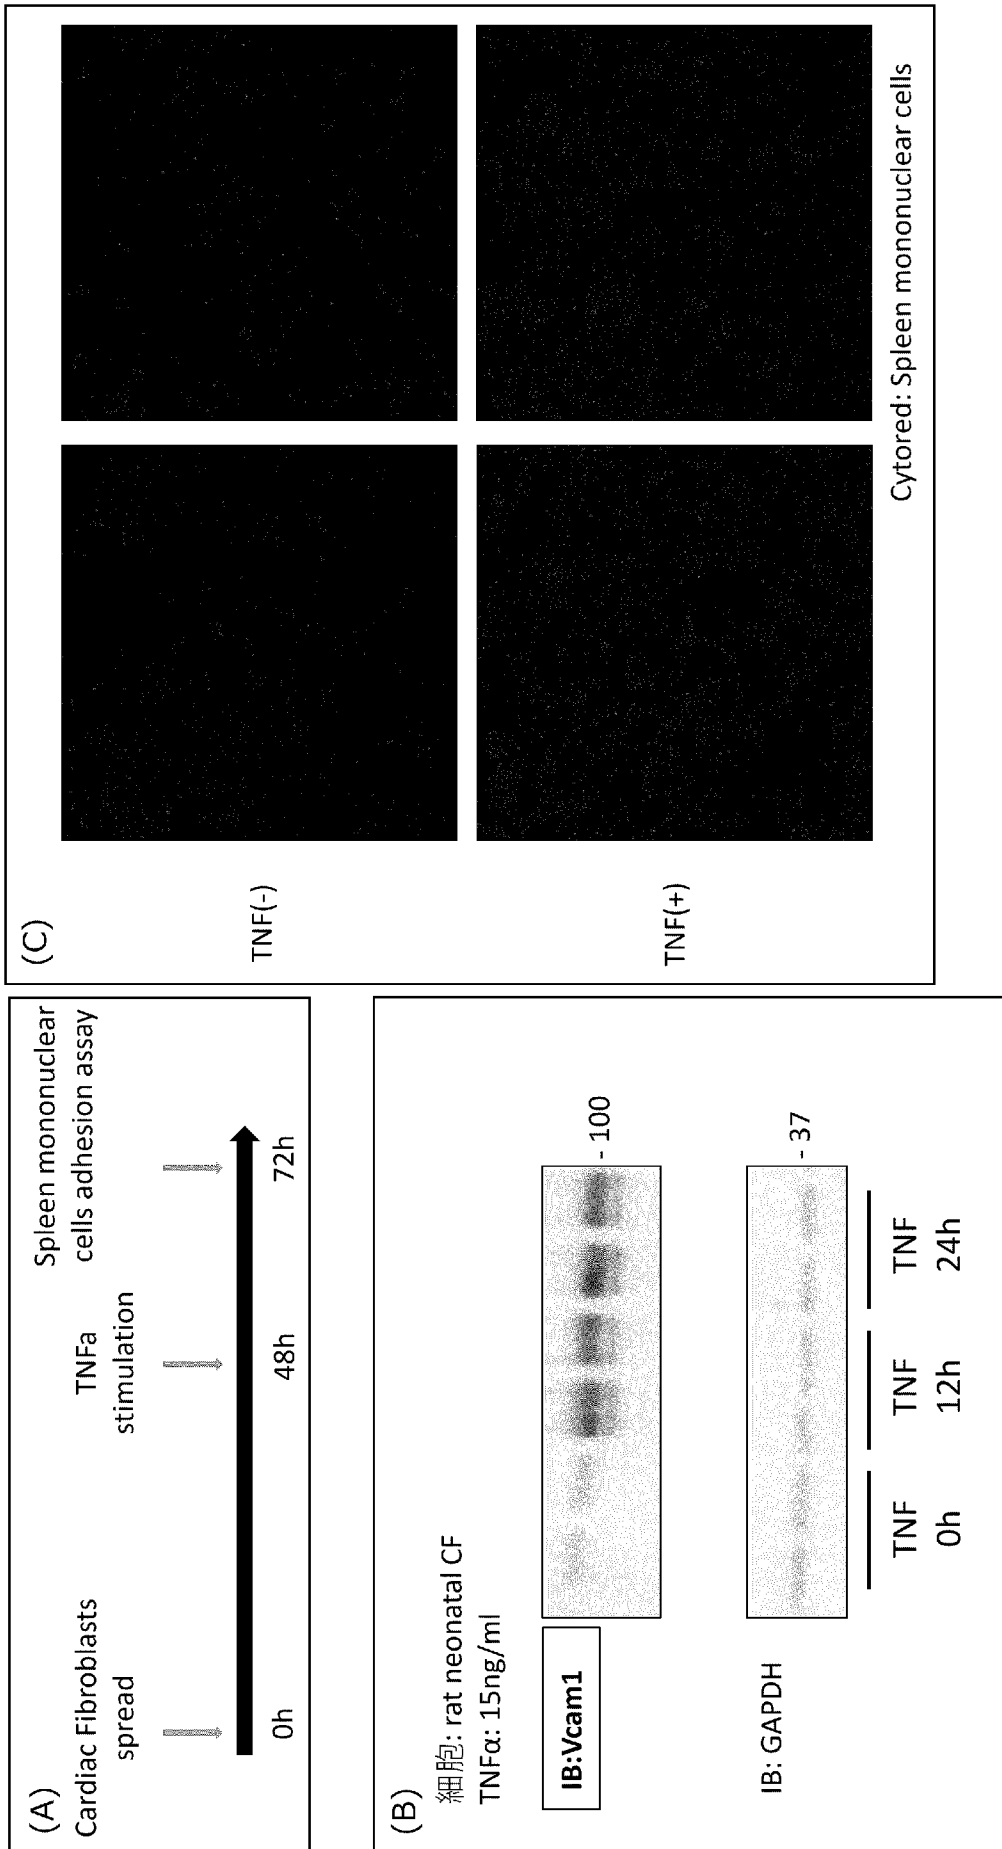 (A)
Cardiac Fibroblasts
spread
TNFa
stimulation
Spleen mononuclear
cells adhesion assay
0h
48h
72h
(B)
細胞: rat neonatal CF
TNFα: 15ng/ml
IB:Vcam1
- 100
IB: GAPDH
- 37
TNF
0h
TNF
12h
TNF
24h
(C)
TNF(-)
TNF(+)
Cytored: Spleen mononuclear cells